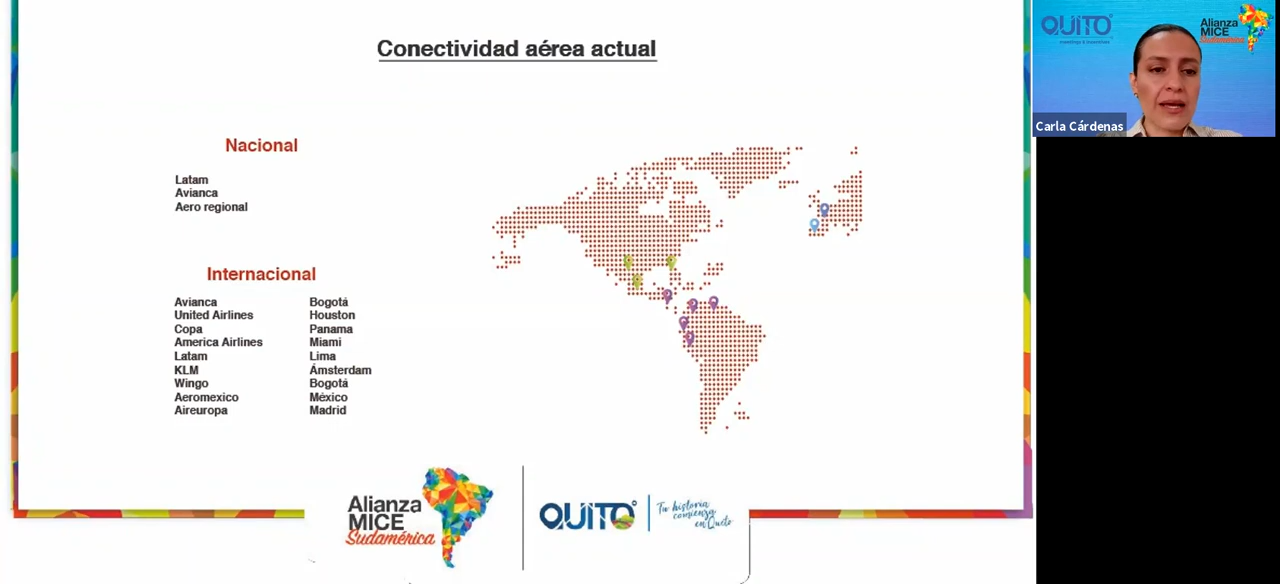 Conectividad aérea actual
Nacional
Latam
Avianca
Aero regional
Internacional
Avianca Bogotá
United Airlines Houston
Copa Panama
America Airlines Miami
Latam Lima
KLM Ámsterdam
Wingo Bogotá
Aeromexico México
Aireuropa Madrid
Alianza
MICE
Sudamérica
QUITO
Tu historia
comienza
en Quito
QUITO
meetings & incentives
Alianza
MICE
Sudamérica
Carla Cárdenas